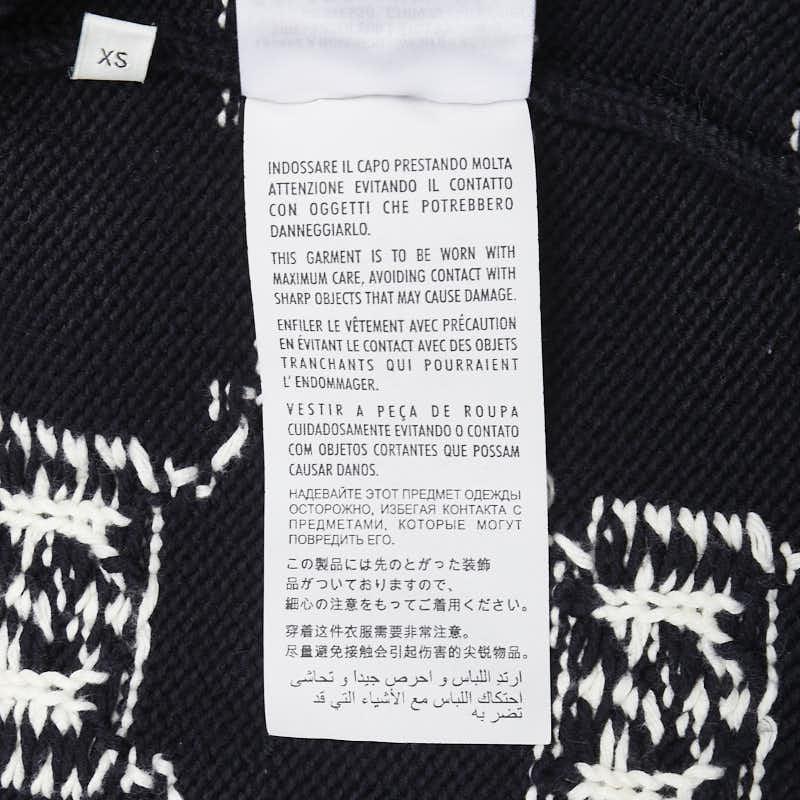 XS
INDOSSARE IL CAPO PRESTANDO MOLTA
ATTENZIONE EVITANDO IL CONTATTO
CON OGGETTI CHE POTREBBERO
DANNEGGIARLO.
THIS GARMENT IS TO BE WORN WITH
MAXIMUM CARE, AVOIDING CONTACT WITH
SHARP OBJECTS THAT MAY CAUSE DAMAGE.
ENFILER LE VÊTEMENT AVEC PRÉCAUTION
EN ÉVITANT LE CONTACT AVEC DES OBJETS
TRANCHANTS QUI POURRAIENT
L' ENDOMMAGER.
VESTIR A PEÇA DE ROUPA
CUIDADOSAMENTE EVITANDO O CONTATO
COM OBJETOS CORTANTES QUE POSSAM
CAUSAR DANOS.
НАДЕВАЙТЕ ЭТОТ ПРЕДМЕТ ОДЕЖДЫ
ОСТОРОЖНО, ИЗБЕГАЯ КОНТАКТА С
ПРЕДМЕТАМИ, КОТОРЫЕ МОГУТ
ПОВРЕДИТЬ ЕГО.
この製品には先のとがった装飾
品がついておりますので、
細心の注意をもってご着用ください。
穿着这件衣服需要非常注意。
尽量避免接触会引起伤害的尖锐物品。
ارتدِ اللباس و احرص جيدا و تحاشى
احتكاك اللباس مع الأشياء التي قد
تضر به